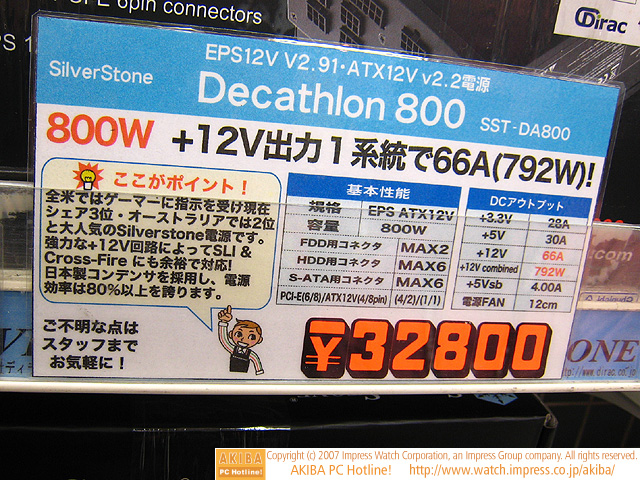 6pin connectors
Dirac
EPS12V V2.91・ATX12V v2.2電源
SilverStone
Decathlon 800 SST-DA800
800W +12V出力1系統で66A(792W)!
ここがポイント!
全米ではゲーマーに指示を受け現在
シェア3位・オーストラリアでは2位
と大人気のSilverstone電源です。
強力な+12V回路によってSLI &
Cross-Fire にも余裕で対応!
日本製コンデンサを採用し、電源
効率は80%以上を誇ります。
基本性能
規格 EPS ATX12V
容量 800W
FDD用コネクタ MAX2
HDD用コネクタ MAX6
S-ATA用コネクタ MAX6
PCI-E(6/8)/ATX12V(4/8pin) (4/2)/(1/1)
DCアウトプット
+3.3V 28A
+5V 30A
+12V 66A
+12V combined 792W
+5Vsb 4.00A
電源FAN 12cm
ご不明な点は
スタッフまで
お気軽に!
¥32800
.com
ONE
http://www.dirac.co.jp
AKIBA
PC Hotline!
Copyright (c) 2007 Impress Watch Corporation, an Impress Group company. All rights reserved.
AKIBA PC Hotline! http://www.watch.impress.co.jp/akiba/